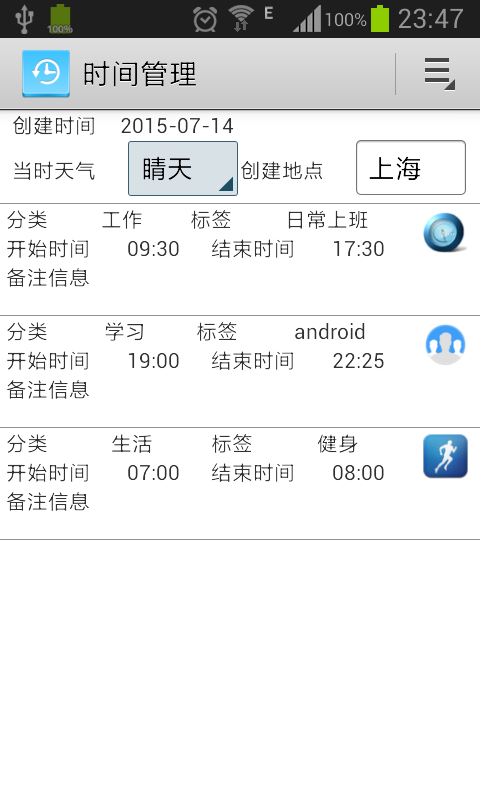 100% E 100% 23:47
时间管理
创建时间 2015-07-14
当时天气 晴天 创建地点 上海
分类 工作 标签 日常上班
开始时间 09:30 结束时间 17:30
备注信息
分类 学习 标签 android
开始时间 19:00 结束时间 22:25
备注信息
分类 生活 标签 健身
开始时间 07:00 结束时间 08:00
备注信息